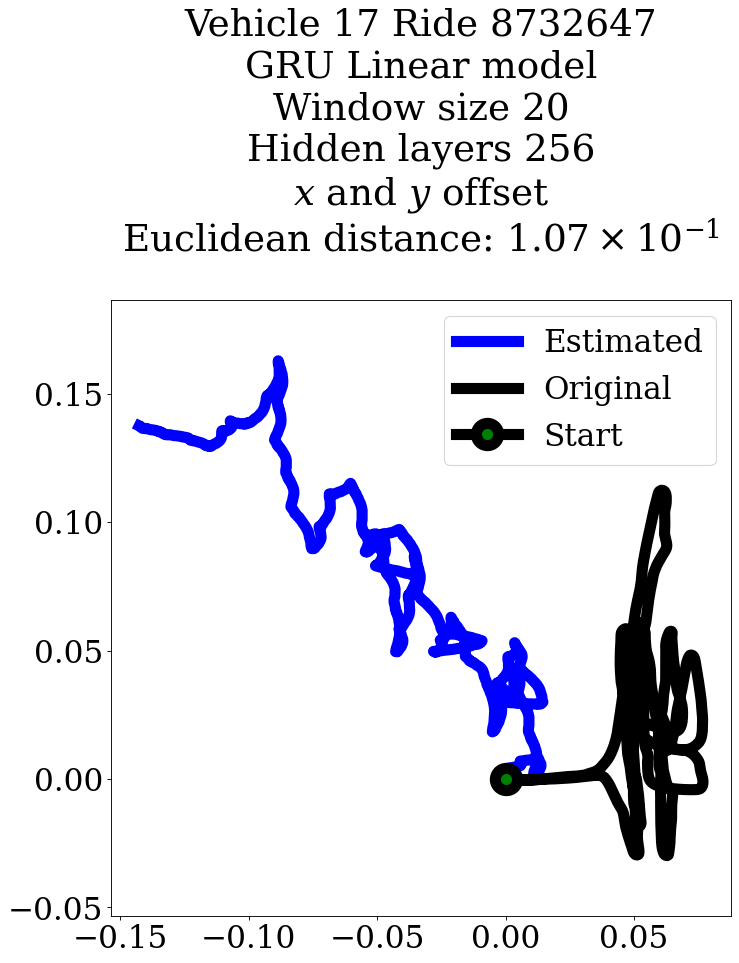 Vehicle 17 Ride 8732647
GRU Linear model
Window size 20
Hidden layers 256
x and y offset
Euclidean distance: 1.07 × 10⁻¹
Estimated
Original
Start
0.15
0.10
0.05
0.00
−0.05
−0.15 −0.10 −0.05 0.00 0.05